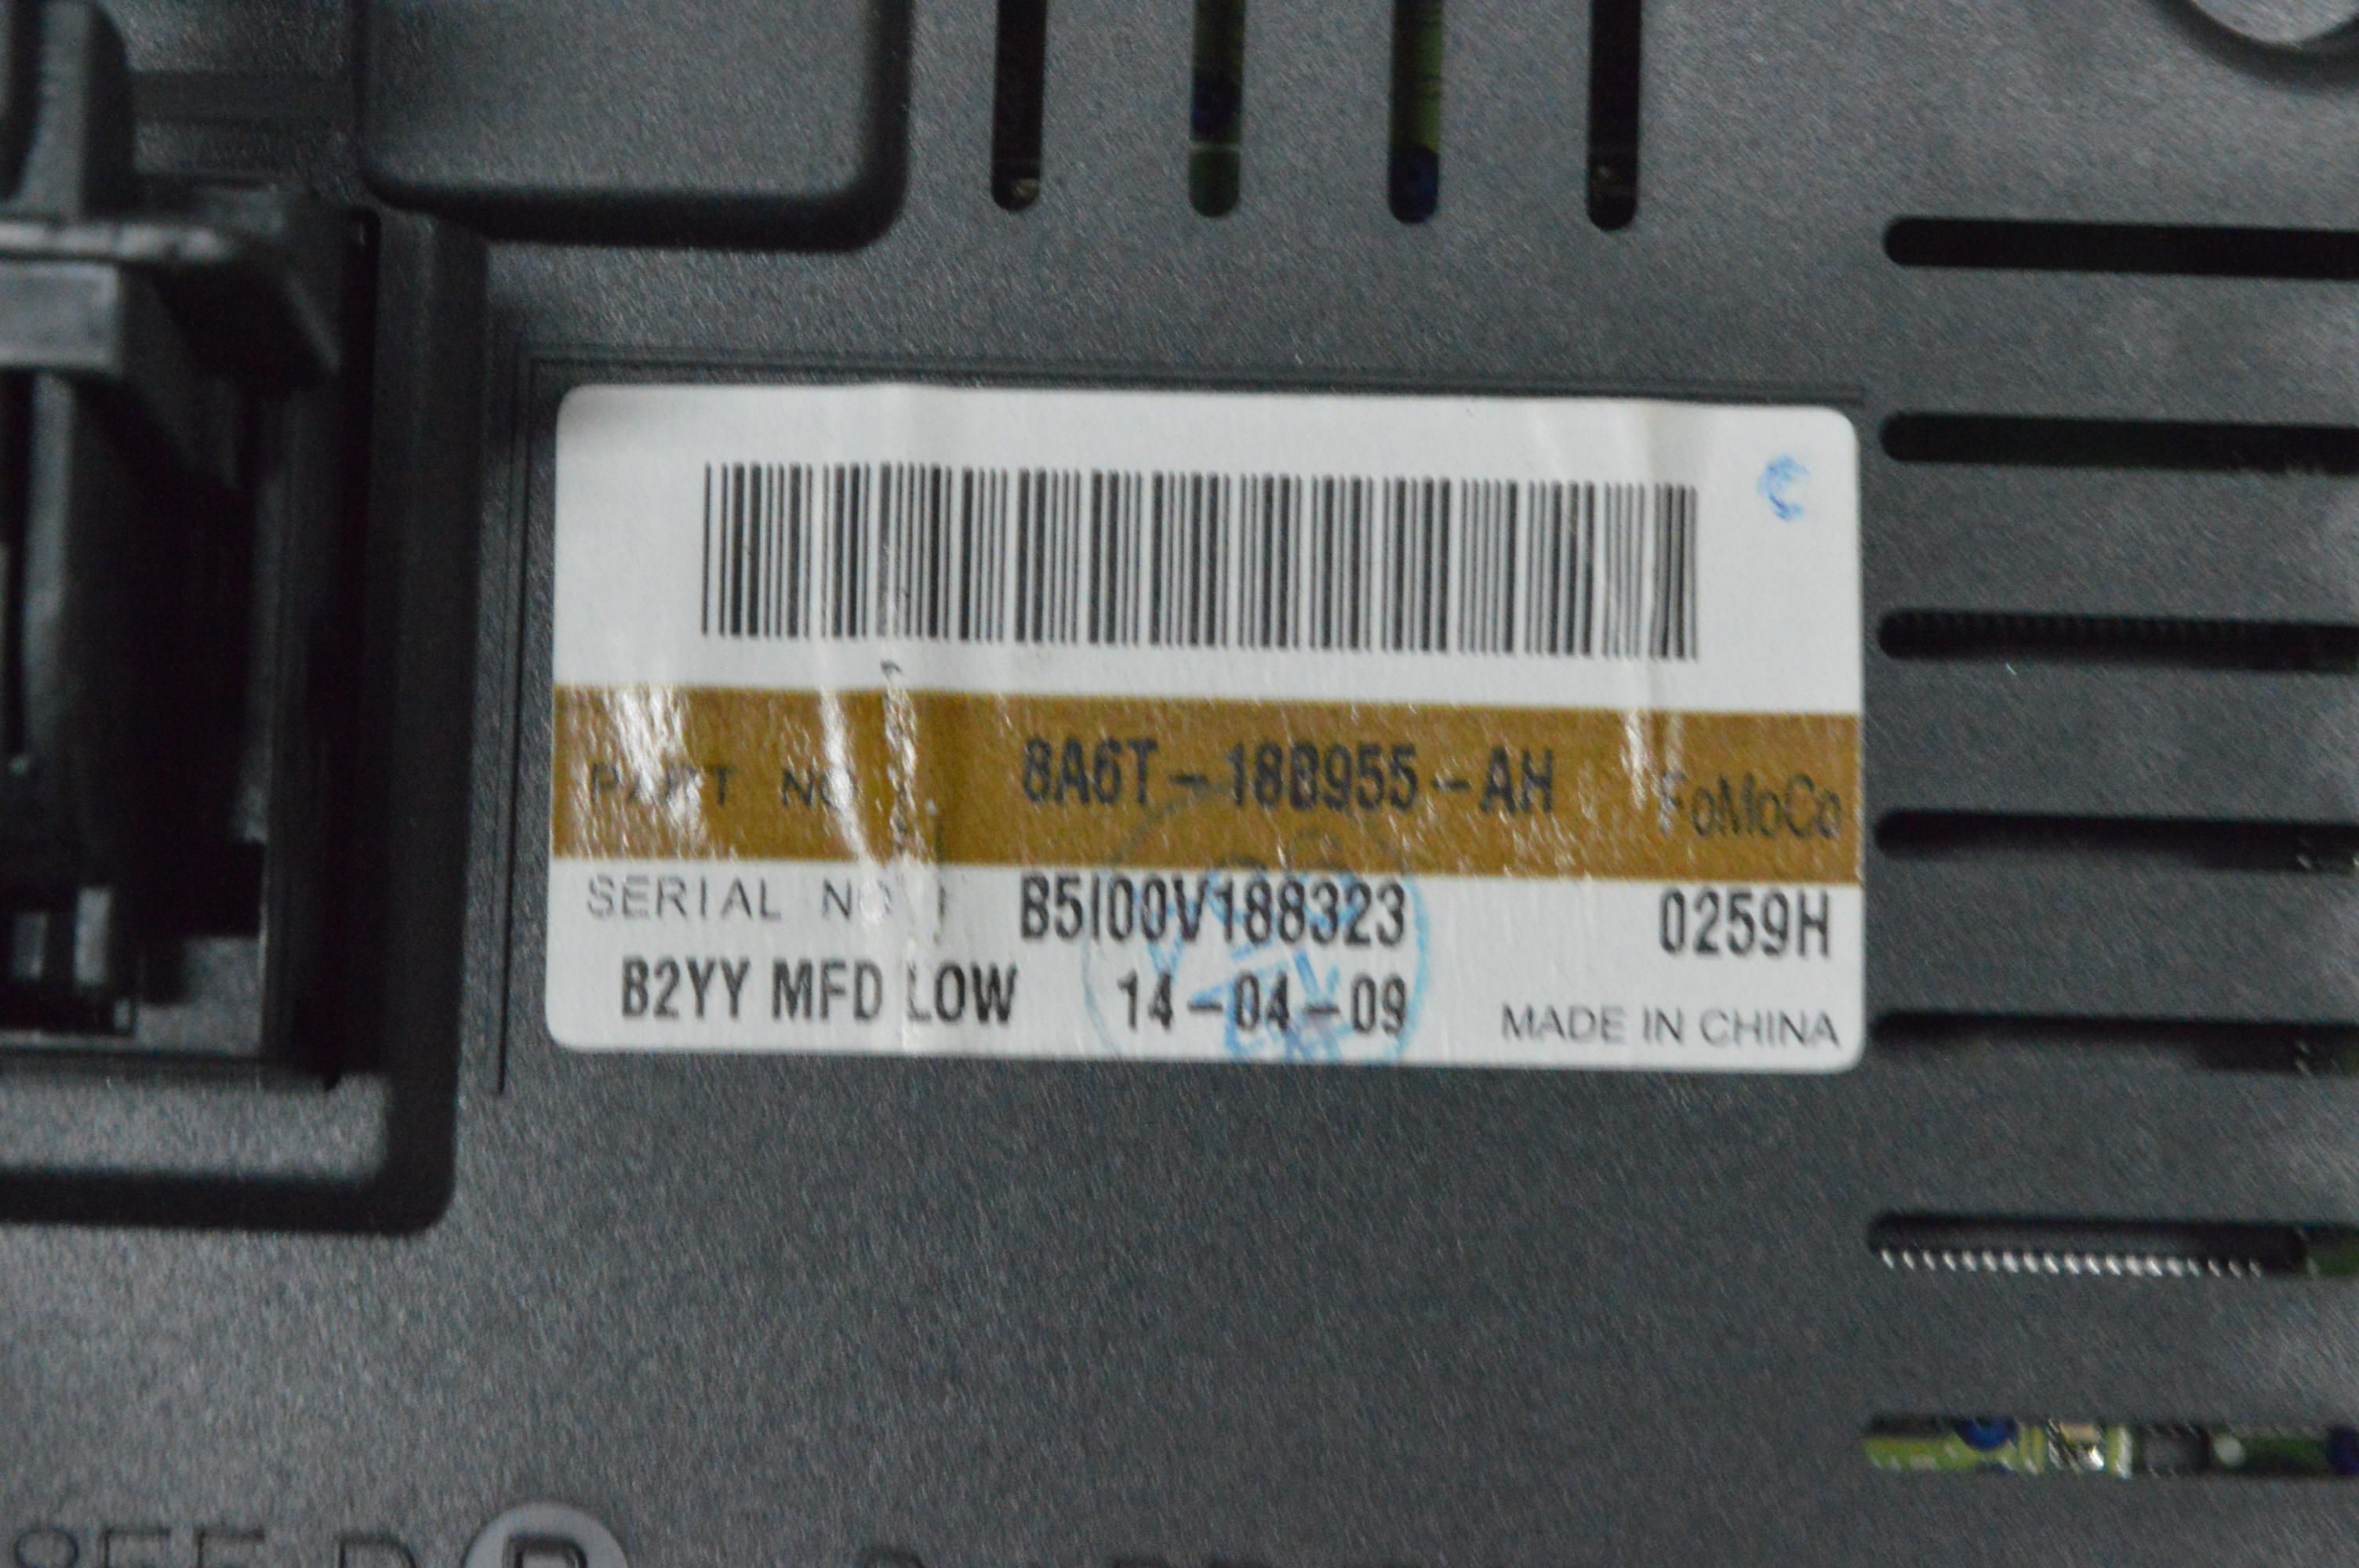 PART NO 8A6T-18B955-AH FoMoCo
SERIAL NO : B5I00V188323 0259H
B2YY MFD LOW 14-04-09 MADE IN CHINA